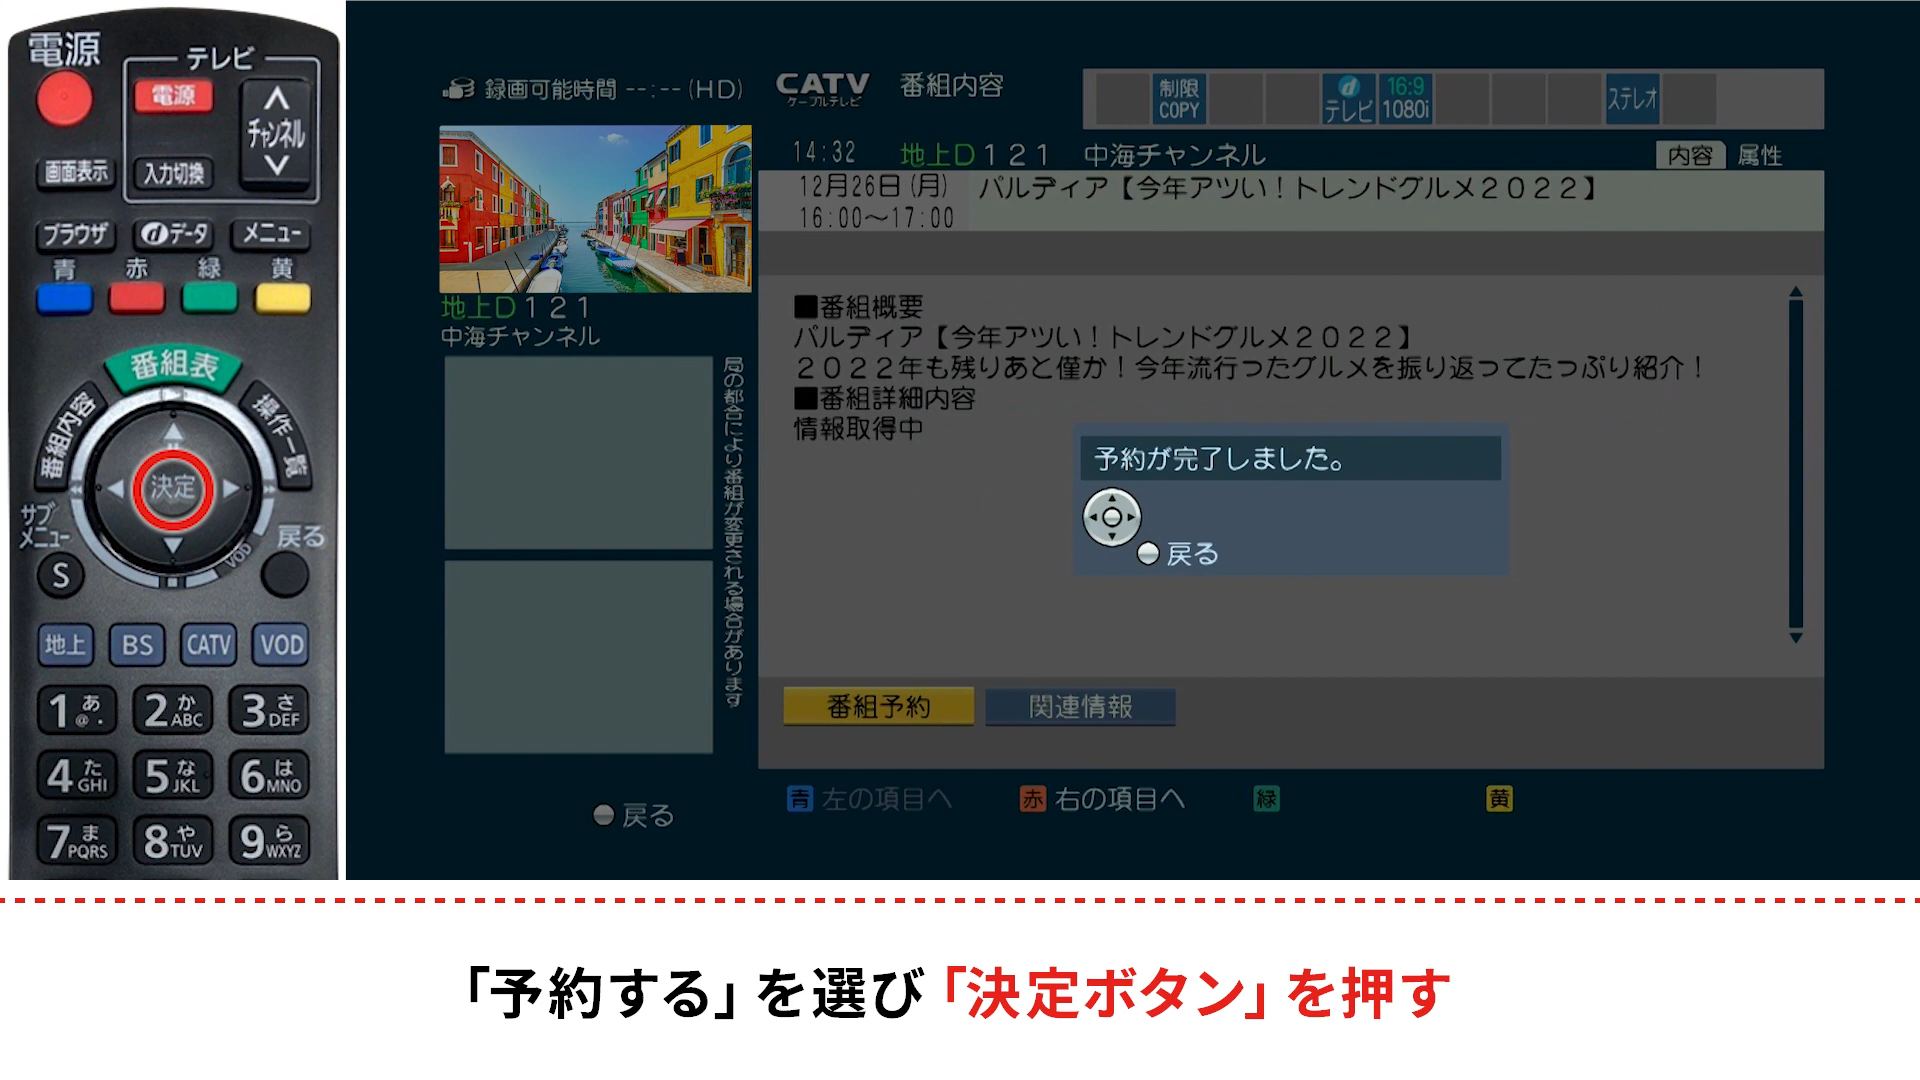 電源
テレビ
電源
チャンネル
画面表示
入力切換
ブラウザ
dデータ
メニュー
青 赤 緑 黄
番組表
番組内容
操作一覧
決定
サブ
メニュー
S
戻る
VOD
地上 BS CATV VOD
1 あ @.
2 か ABC
3 さ DEF
4 た GHI
5 な JKL
6 は MNO
7 ま PQRS
8 や TUV
9 ら WXYZ
録画可能時間 --:-- (HD)
CATV
ケーブルテレビ
番組内容
制限
COPY
d
テレビ
16:9
1080i
ステレオ
14:32 地上D121 中海チャンネル
内容 属性
12月26日(月) パルディア【今年アツい！トレンドグルメ2022】
16:00～17:00
地上D121
中海チャンネル
局の都合により番組が変更される場合があります
■番組概要
パルディア【今年アツい！トレンドグルメ2022】
2022年も残りあと僅か！今年流行ったグルメを振り返ってたっぷり紹介！
■番組詳細内容
情報取得中
予約が完了しました。
戻る
番組予約 関連情報
戻る
青 左の項目へ 赤 右の項目へ 緑 黄
「予約する」を選び「決定ボタン」を押す